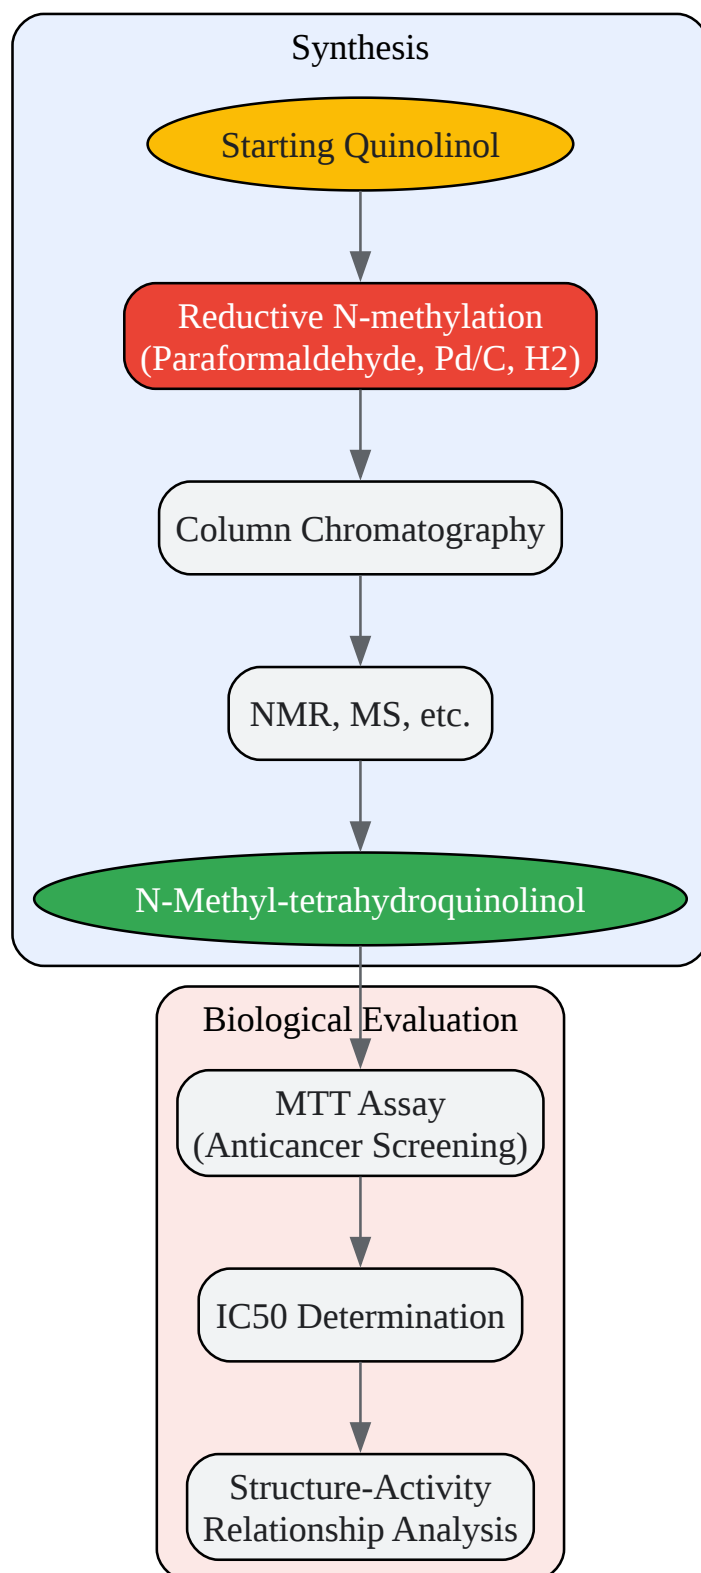 Synthesis
Starting Quinolinol
Reductive N-methylation
(Paraformaldehyde, Pd/C, H2)
Column Chromatography
NMR, MS, etc.
N-Methyl-tetrahydroquinolinol
Biological Evaluation
MTT Assay
(Anticancer Screening)
IC50 Determination
Structure-Activity
Relationship Analysis